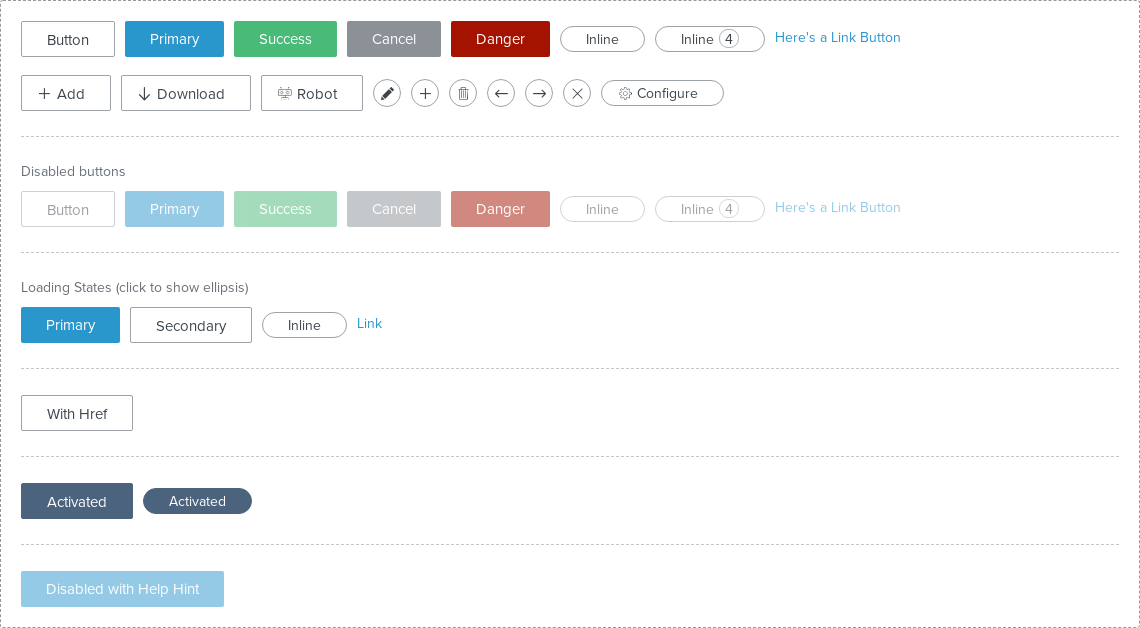 Button Primary Success Cancel Danger Inline Inline 4 Here's a Link Button
Add Download Robot Configure
Disabled buttons
Button Primary Success Cancel Danger Inline Inline 4 Here's a Link Button
Loading States (click to show ellipsis)
Primary Secondary Inline Link
With Href
Activated Activated
Disabled with Help Hint